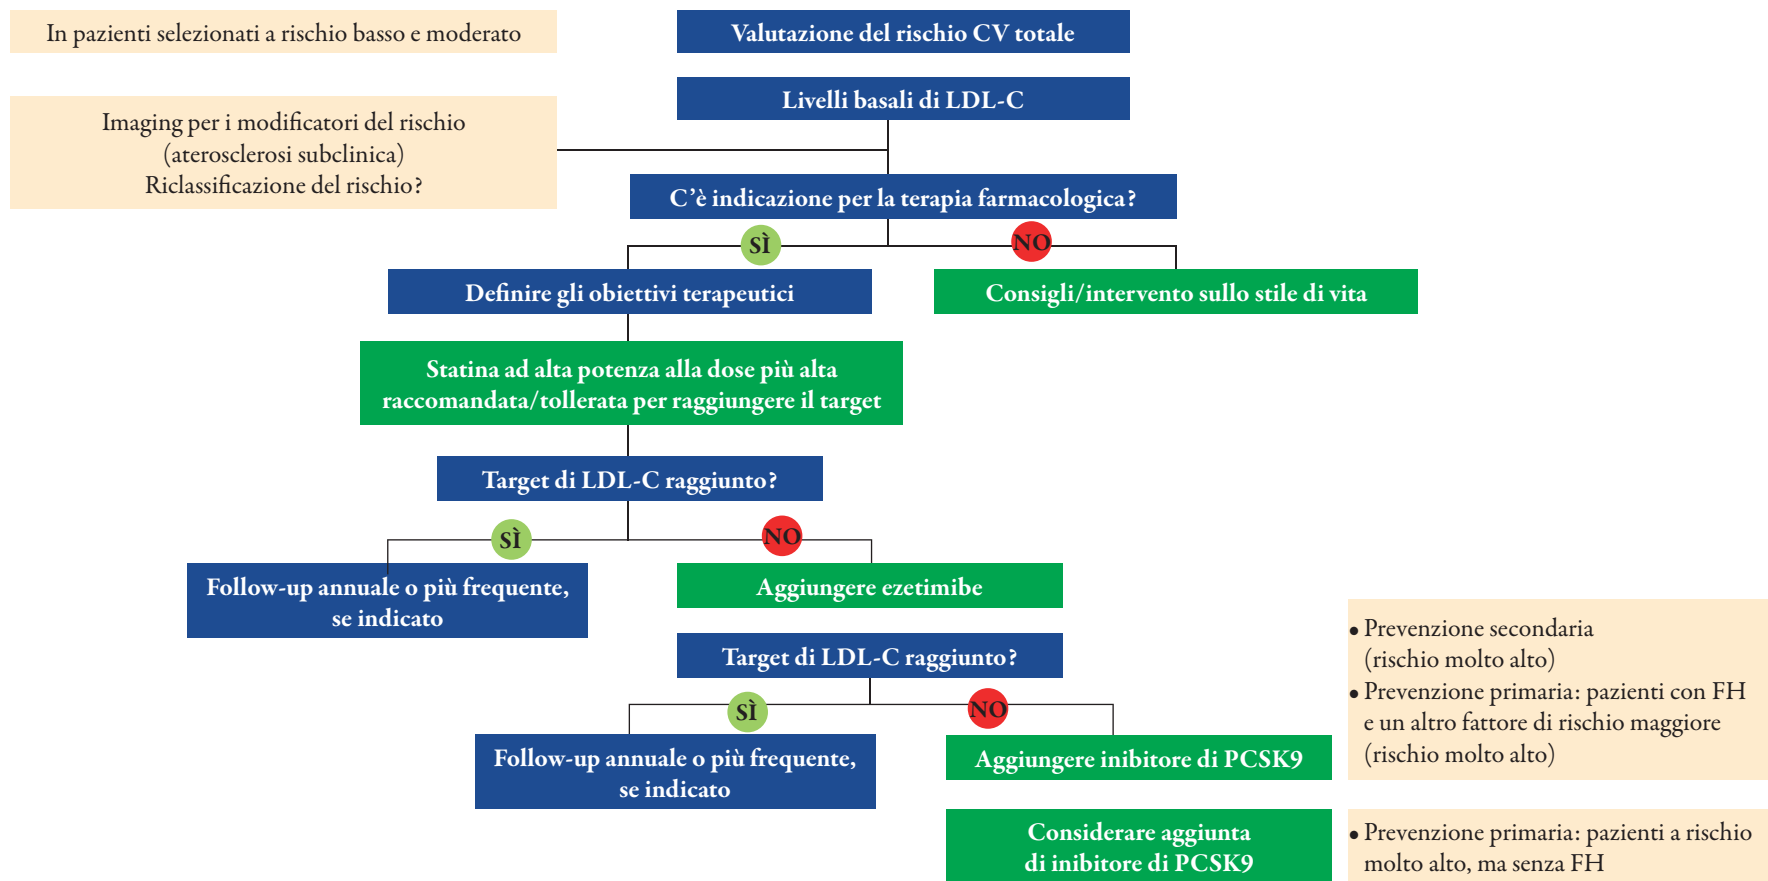 In pazienti selezionati a rischio basso e moderato
Valutazione del rischio CV totale
Livelli basali di LDL-C
Imaging per i modificatori del rischio
(aterosclerosi subclinica)
Riclassificazione del rischio?
C’è indicazione per la terapia farmacologica?
SÌ
NO
Definire gli obiettivi terapeutici
Consigli/intervento sullo stile di vita
Statina ad alta potenza alla dose più alta
raccomandata/tollerata per raggiungere il target
Target di LDL-C raggiunto?
SÌ
NO
Follow-up annuale o più frequente,
se indicato
Aggiungere ezetimibe
Target di LDL-C raggiunto?
SÌ
NO
Follow-up annuale o più frequente,
se indicato
Aggiungere inibitore di PCSK9
• Prevenzione secondaria
(rischio molto alto)
• Prevenzione primaria: pazienti con FH
e un altro fattore di rischio maggiore
(rischio molto alto)
Considerare aggiunta
di inibitore di PCSK9
• Prevenzione primaria: pazienti a rischio
molto alto, ma senza FH